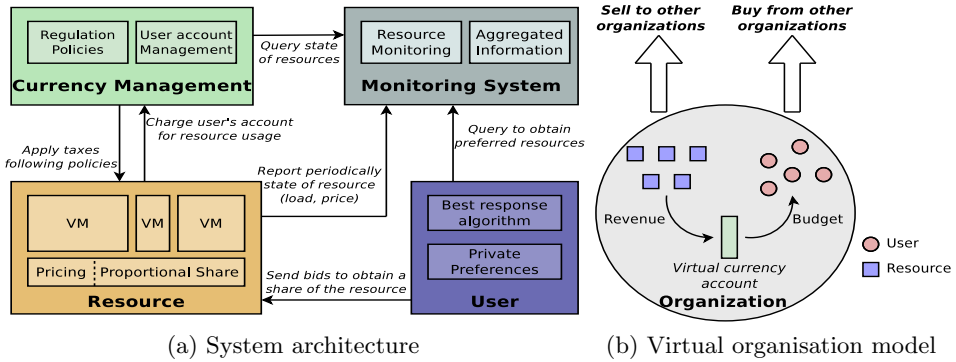 Regulation
Policies
User account
Management
Currency Management
Query state
of resources
Resource
Monitoring
Aggregated
Information
Monitoring System
Apply taxes
following policies
Charge user's account
for resource usage
Report periodically
state of resource
(load, price)
Query to obtain
preferred resources
VM
VM
VM
Pricing
Proportional Share
Resource
Send bids to obtain a
share of the resource
Best response
algorithm
Private
Preferences
User
(a) System architecture
Sell to other
organizations
Buy from other
organizations
Revenue
Budget
Virtual currency
account
Organization
User
Resource
(b) Virtual organisation model